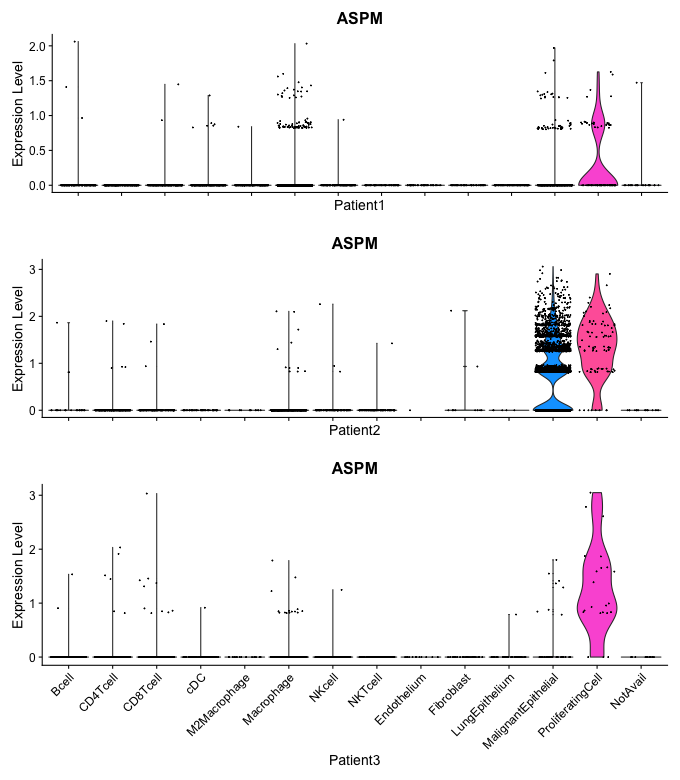 ASPM
Expression Level
2.0
1.5
1.0
0.5
0.0
Patient1
ASPM
Expression Level
3
2
1
0
Patient2
ASPM
Expression Level
3
2
1
0
Bcell
CD4Tcell
CD8Tcell
cDC
M2Macrophage
Macrophage
NKcell
NKTcell
Endothelium
Fibroblast
LungEpithelium
MalignantEpithelial
ProliferatingCell
NotAvail
Patient3